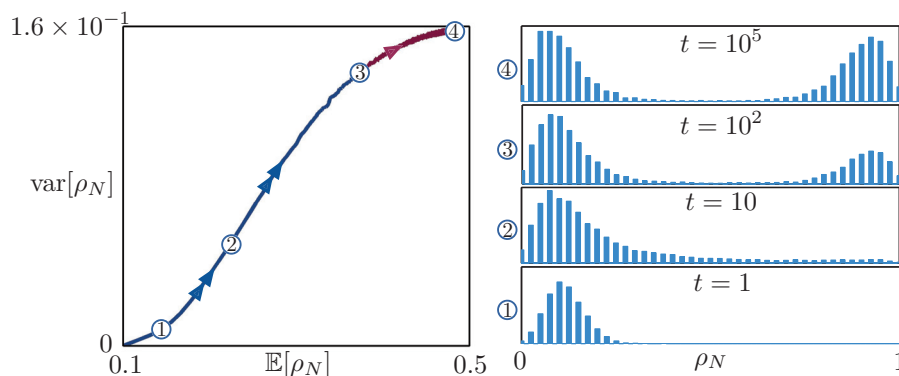 1.6 × 10⁻¹
var[ρ_N]
0
0.1
𝔼[ρ_N]
0.5
①
②
③
④
④
t = 10⁵
③
t = 10²
②
t = 10
①
t = 1
0
ρ_N
1